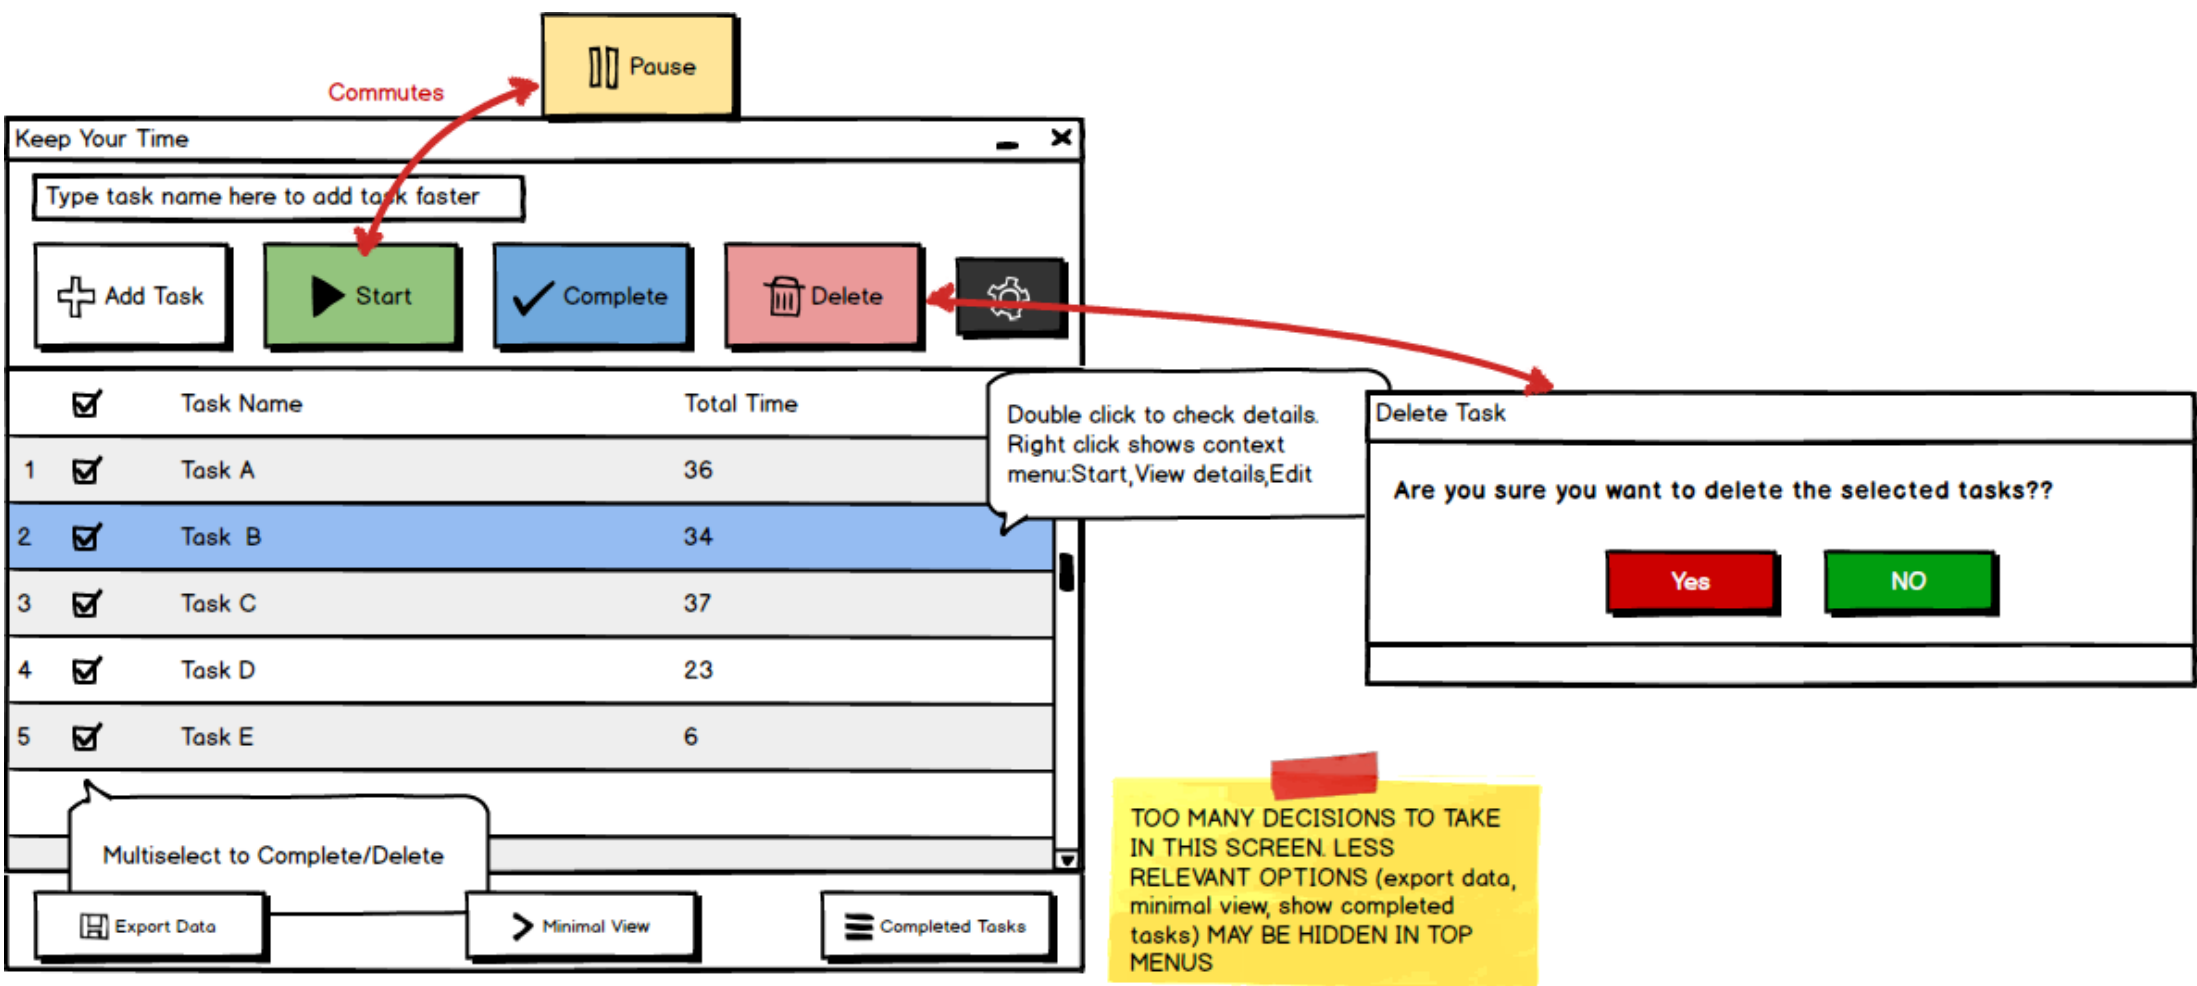 Pause
Commutes
Keep Your Time
Type task name here to add task faster
Add Task
Start
Complete
Delete
Task Name Total Time
1 Task A 36
2 Task B 34
3 Task C 37
4 Task D 23
5 Task E 6
Double click to check details.
Right click shows context
menu:Start,View details,Edit
Multiselect to Complete/Delete
Export Data
Minimal View
Completed Tasks
Delete Task
Are you sure you want to delete the selected tasks??
Yes
NO
TOO MANY DECISIONS TO TAKE
IN THIS SCREEN. LESS
RELEVANT OPTIONS (export data,
minimal view, show completed
tasks) MAY BE HIDDEN IN TOP
MENUS